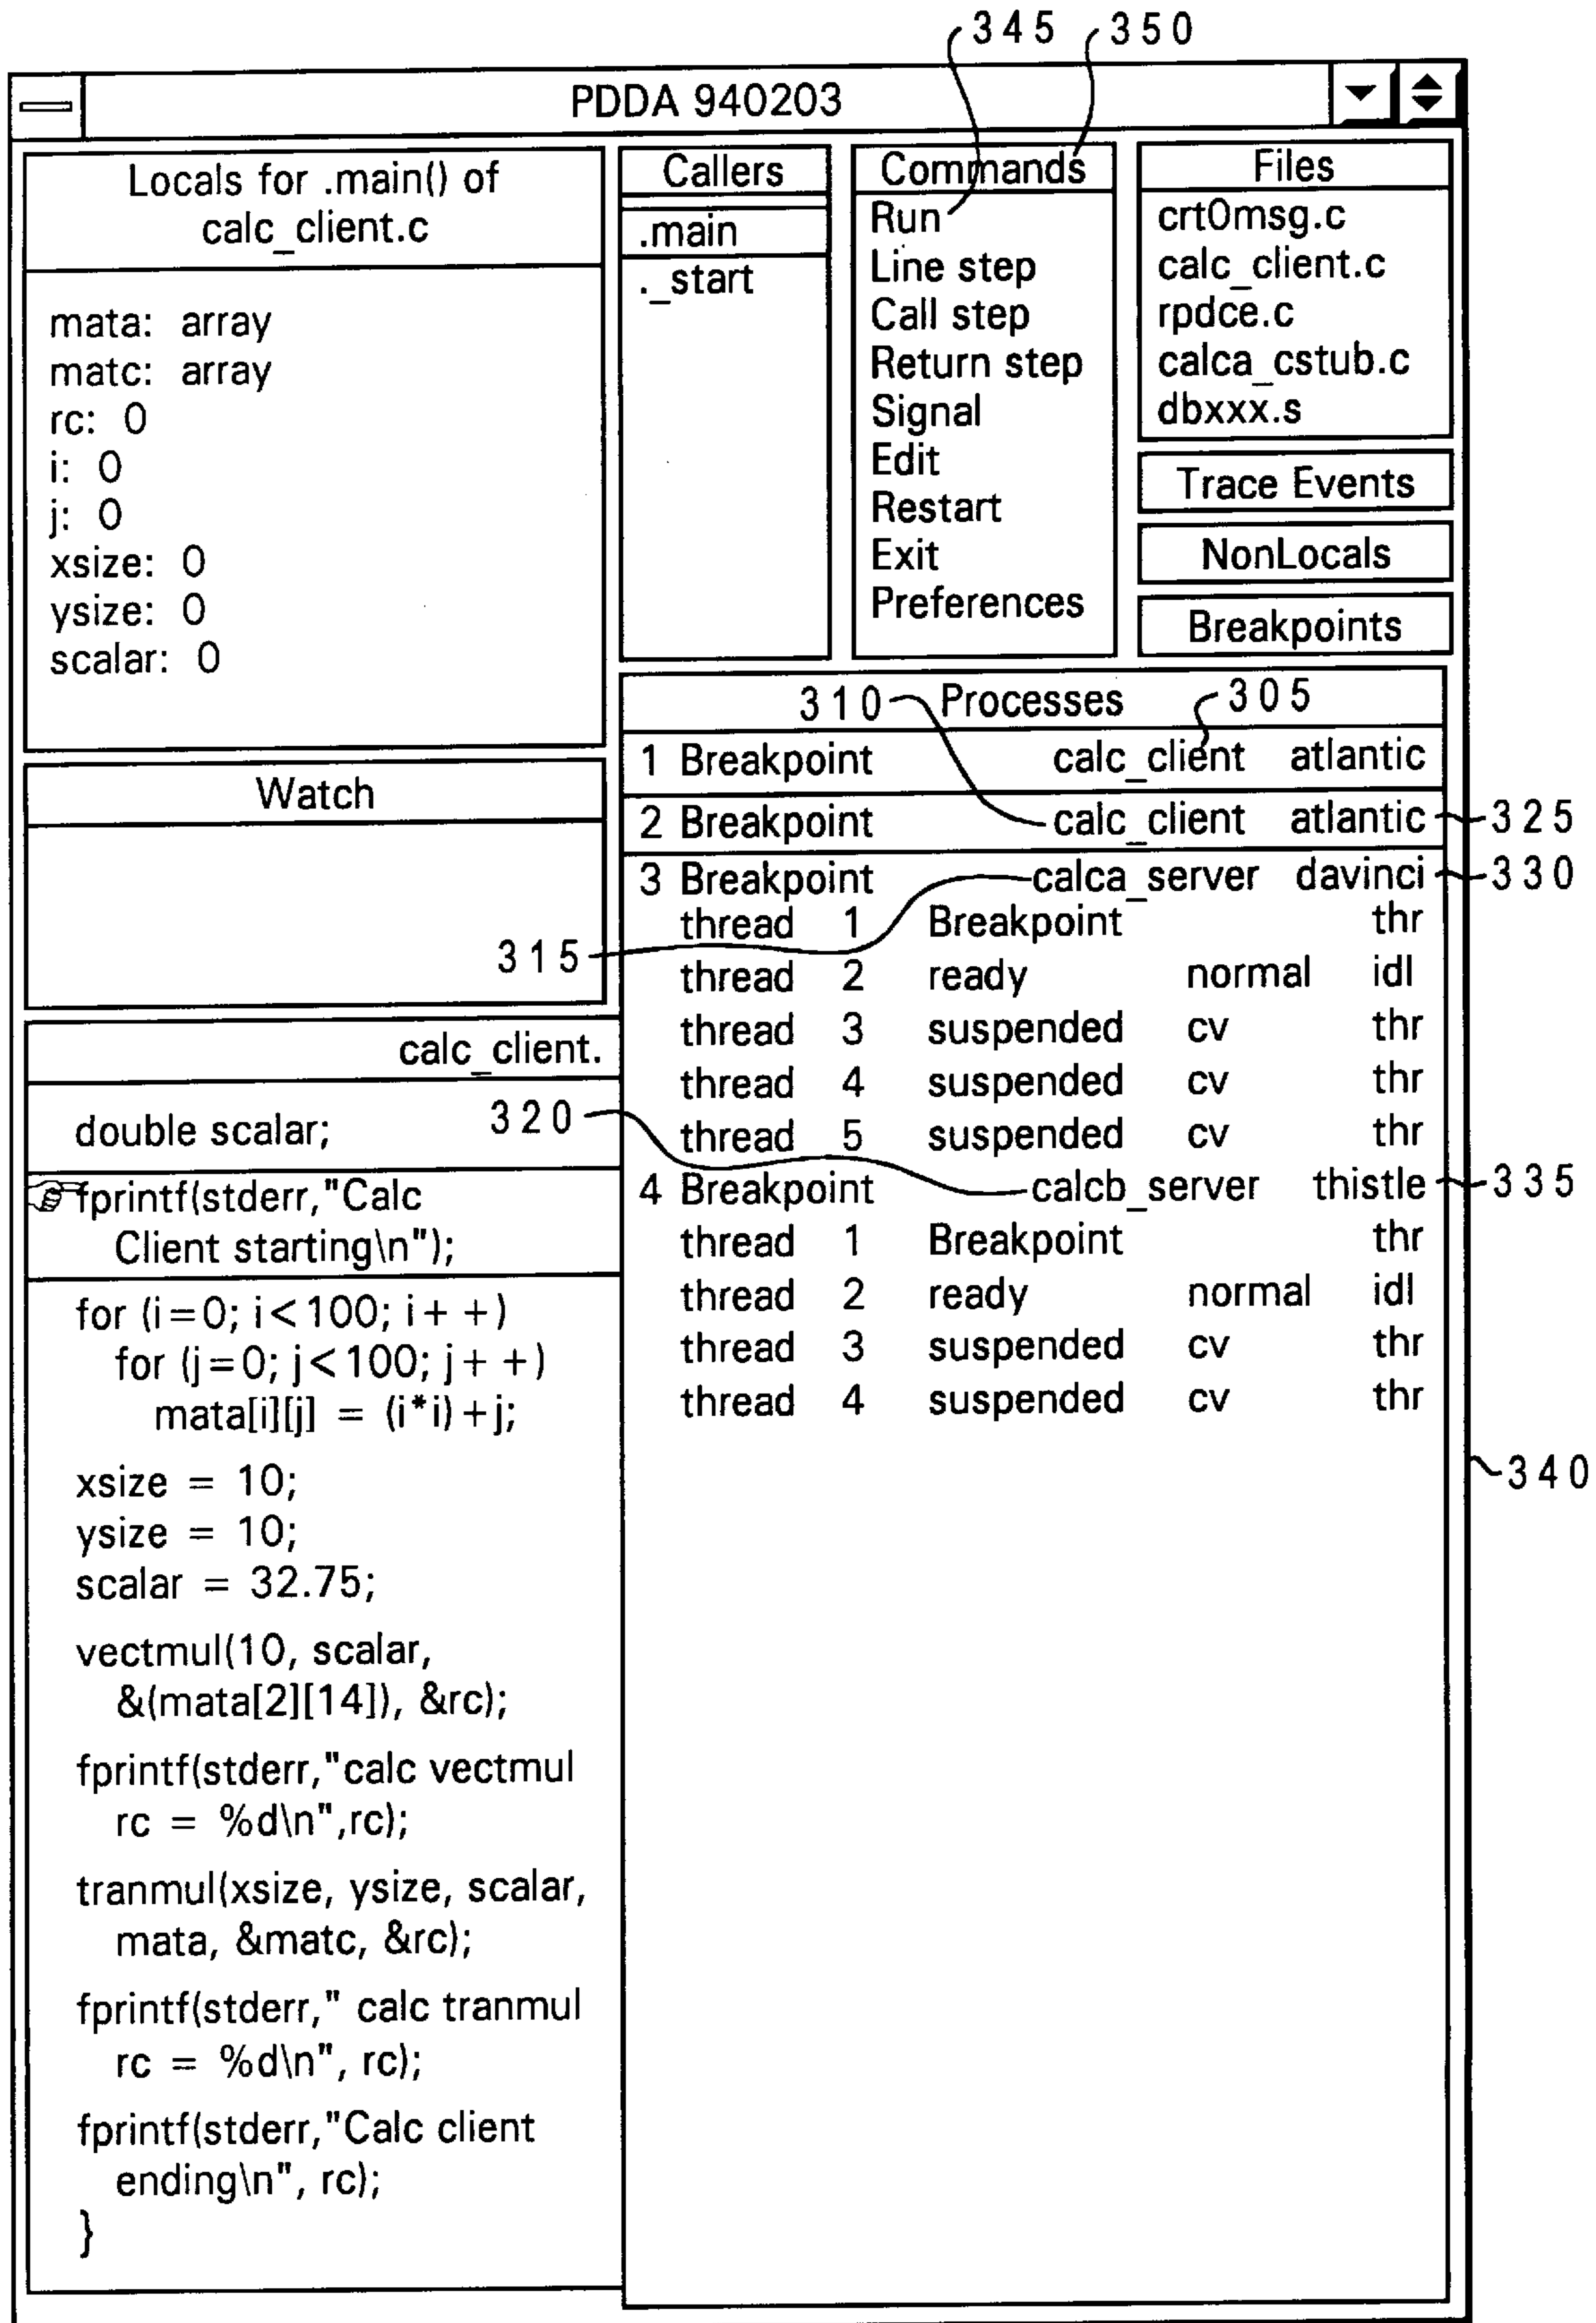 345 350
PDDA 940203
Locals for .main() of
calc_client.c
mata: array
matc: array
rc: 0
i: 0
j: 0
xsize: 0
ysize: 0
scalar: 0
Callers
.main
._start
Commands
Run
Line step
Call step
Return step
Signal
Edit
Restart
Exit
Preferences
Files
crt0msg.c
calc_client.c
rpdce.c
calca_cstub.c
dbxxx.s
Trace Events
NonLocals
Breakpoints
Watch
315
310 Processes 305
1 Breakpoint calc_client atlantic
2 Breakpoint calc_client atlantic 325
3 Breakpoint calca_server davinci 330
thread 1 Breakpoint thr
thread 2 ready normal idl
thread 3 suspended cv thr
thread 4 suspended cv thr
thread 5 suspended cv thr
4 Breakpoint calcb_server thistle 335
thread 1 Breakpoint thr
thread 2 ready normal idl
thread 3 suspended cv thr
thread 4 suspended cv thr
340
calc_client.
double scalar; 320
fprintf(stderr,"Calc
Client starting\n");
for (i=0; i<100; i+ +)
for (j=0; j<100; j+ +)
mata[i][j] = (i*i)+j;
xsize = 10;
ysize = 10;
scalar = 32.75;
vectmul(10, scalar,
&(mata[2][14]), &rc);
fprintf(stderr,"calc vectmul
rc = %d\n",rc);
tranmul(xsize, ysize, scalar,
mata, &matc, &rc);
fprintf(stderr," calc tranmul
rc = %d\n", rc);
fprintf(stderr,"Calc client
ending\n", rc);
}